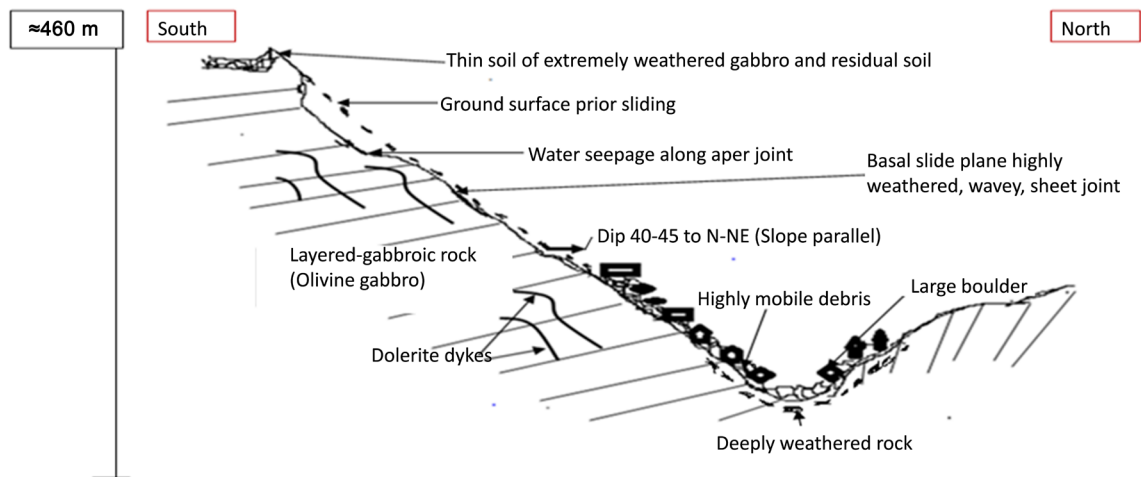 ≈460 m
South
North
Thin soil of extremely weathered gabbro and residual soil
Ground surface prior sliding
Water seepage along aper joint
Basal slide plane highly
weathered, wavey, sheet joint
Dip 40-45 to N-NE (Slope parallel)
Layered-gabbroic rock
(Olivine gabbro)
Large boulder
Highly mobile debris
Dolerite dykes
Deeply weathered rock